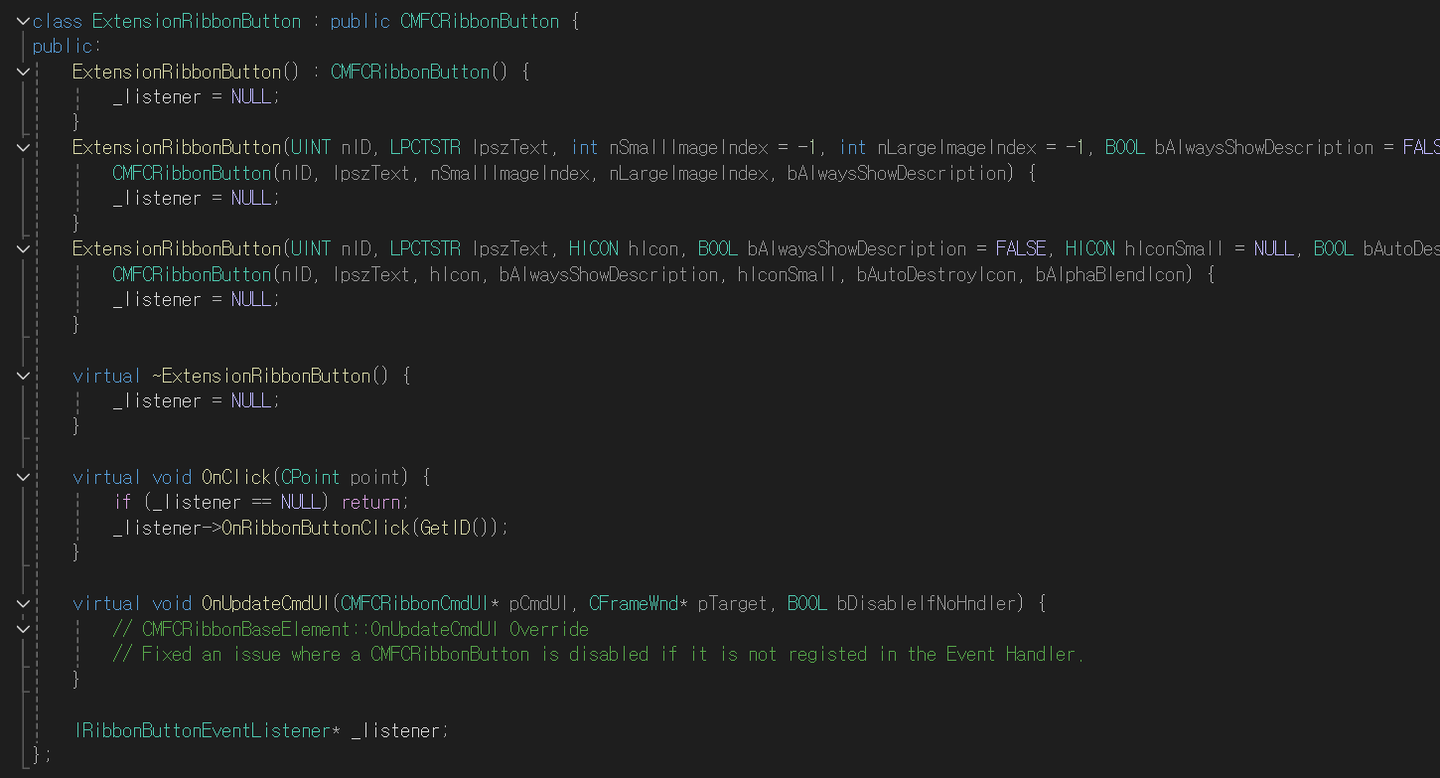 class ExtensionRibbonButton : public CMFCRibbonButton {
public:
    ExtensionRibbonButton() : CMFCRibbonButton() {
        _listener = NULL;
    }
    ExtensionRibbonButton(UINT nID, LPCTSTR lpszText, int nSmallImageIndex = -1, int nLargeImageIndex = -1, BOOL bAlwaysShowDescription =
        CMFCRibbonButton(nID, lpszText, nSmallImageIndex, nLargeImageIndex, bAlwaysShowDescription) {
        _listener = NULL;
    }
    ExtensionRibbonButton(UINT nID, LPCTSTR lpszText, HICON hIcon, BOOL bAlwaysShowDescription = FALSE, HICON hIconSmall = NULL, BOOL
        CMFCRibbonButton(nID, lpszText, hIcon, bAlwaysShowDescription, hIconSmall, bAutoDestroyIcon, bAlphaBlendIcon) {
        _listener = NULL;
    }
    virtual ~ExtensionRibbonButton() {
        _listener = NULL;
    }
    virtual void OnClick(CPoint point) {
        if (_listener == NULL) return;
        _listener->OnRibbonButtonClick(GetID());
    }
    virtual void OnUpdateCmdUI(CMFCRibbonCmdUI* pCmdUI, CFrameWnd* pTarget, BOOL bDisableIfNoHndler) {
        // CMFCRibbonBaseElement::OnUpdateCmdUI Override
        // Fixed an issue where a CMFCRibbonButton is disabled if it is not registed in the Event Handler.
    }
    IRibbonButtonEventListener* _listener;
};